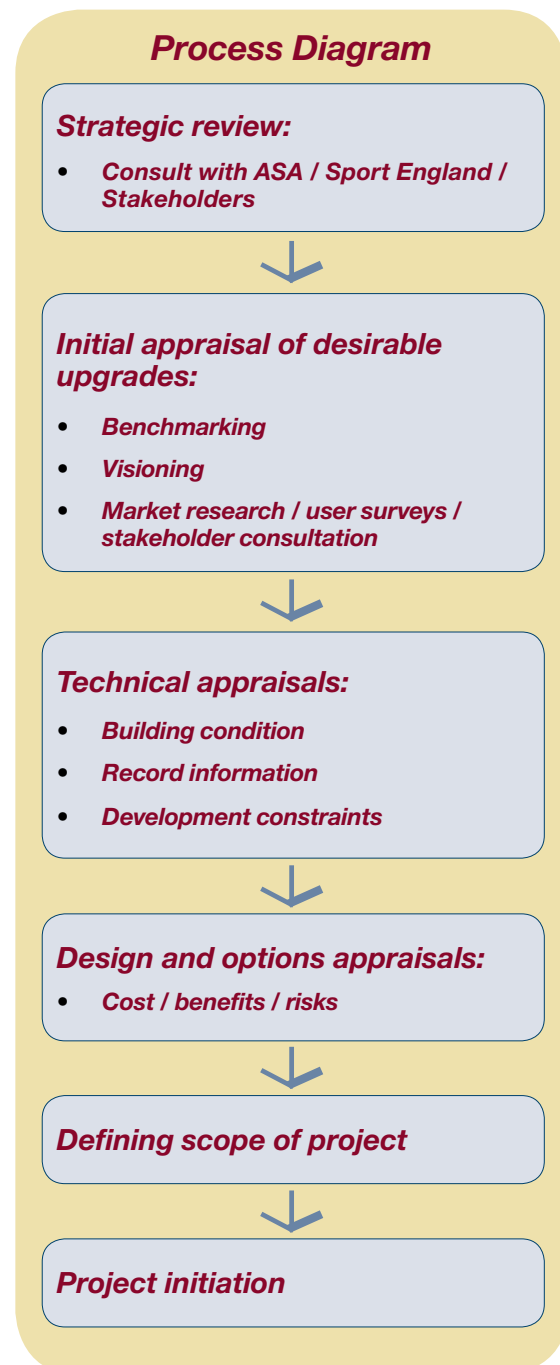 Process Diagram
Strategic review:
• Consult with ASA / Sport England /
Stakeholders
Initial appraisal of desirable
upgrades:
• Benchmarking
• Visioning
• Market research / user surveys /
stakeholder consultation
Technical appraisals:
• Building condition
• Record information
• Development constraints
Design and options appraisals:
• Cost / benefits / risks
Defining scope of project
Project initiation